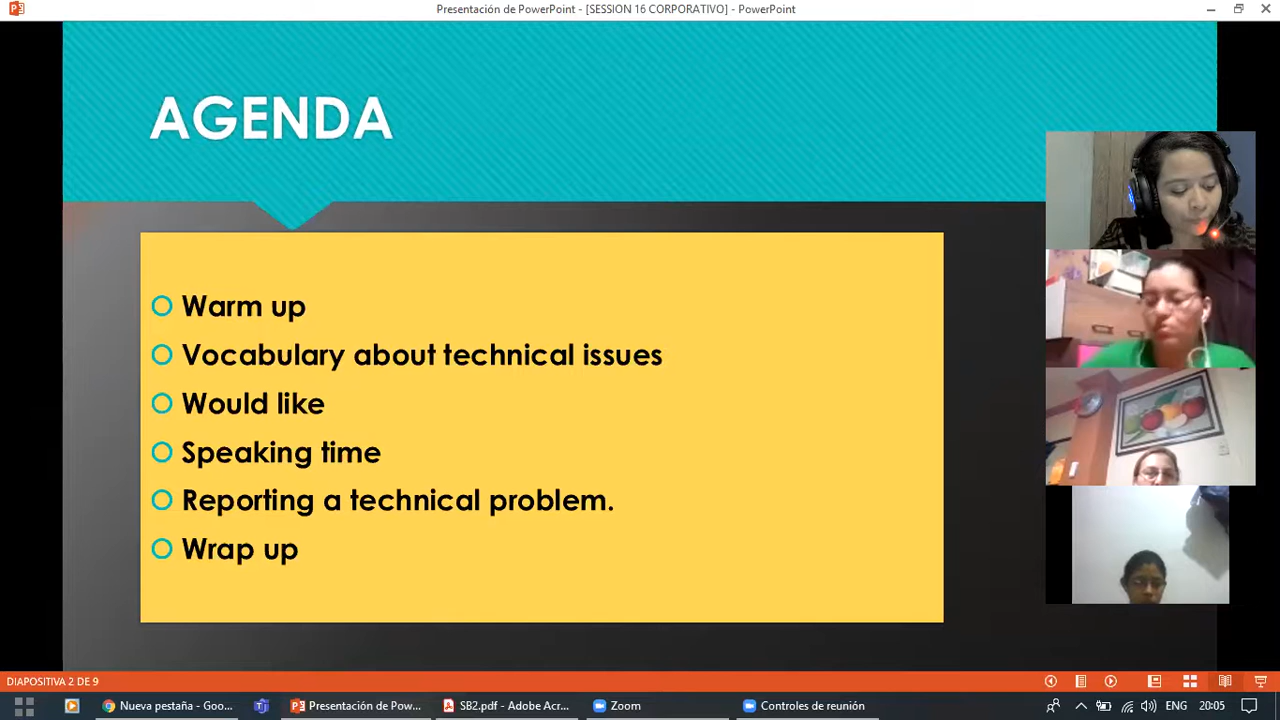 Presentación de PowerPoint - [SESSION 16 CORPORATIVO] - PowerPoint
AGENDA
Warm up
Vocabulary about technical issues
Would like
Speaking time
Reporting a technical problem.
Wrap up
DIAPOSITIVA 2 DE 9
Nueva pestaña - Goo...
Presentación de Pow...
SB2.pdf - Adobe Acr...
Zoom
Controles de reunión
ENG
20:05